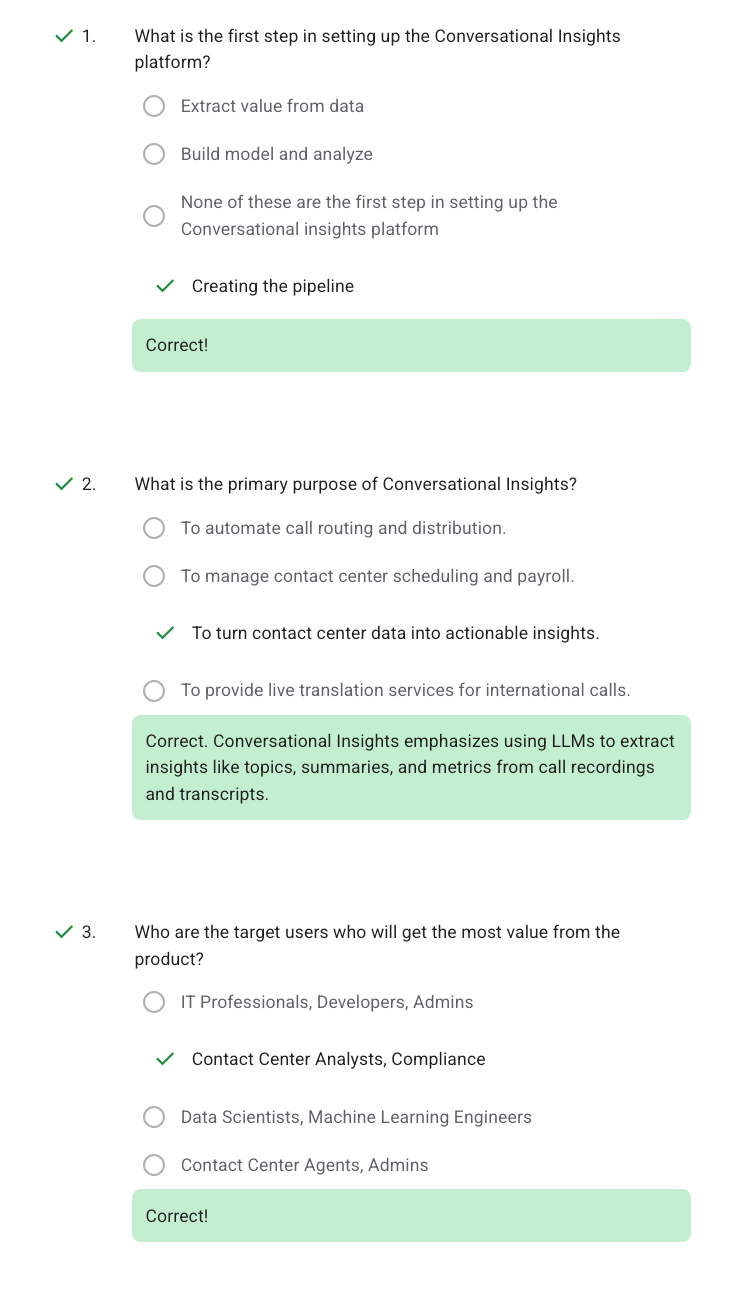 1. What is the first step in setting up the Conversational Insights
platform?
Extract value from data
Build model and analyze
None of these are the first step in setting up the
Conversational insights platform
Creating the pipeline
Correct!
2. What is the primary purpose of Conversational Insights?
To automate call routing and distribution.
To manage contact center scheduling and payroll.
To turn contact center data into actionable insights.
To provide live translation services for international calls.
Correct. Conversational Insights emphasizes using LLMs to extract
insights like topics, summaries, and metrics from call recordings
and transcripts.
3. Who are the target users who will get the most value from the
product?
IT Professionals, Developers, Admins
Contact Center Analysts, Compliance
Data Scientists, Machine Learning Engineers
Contact Center Agents, Admins
Correct!